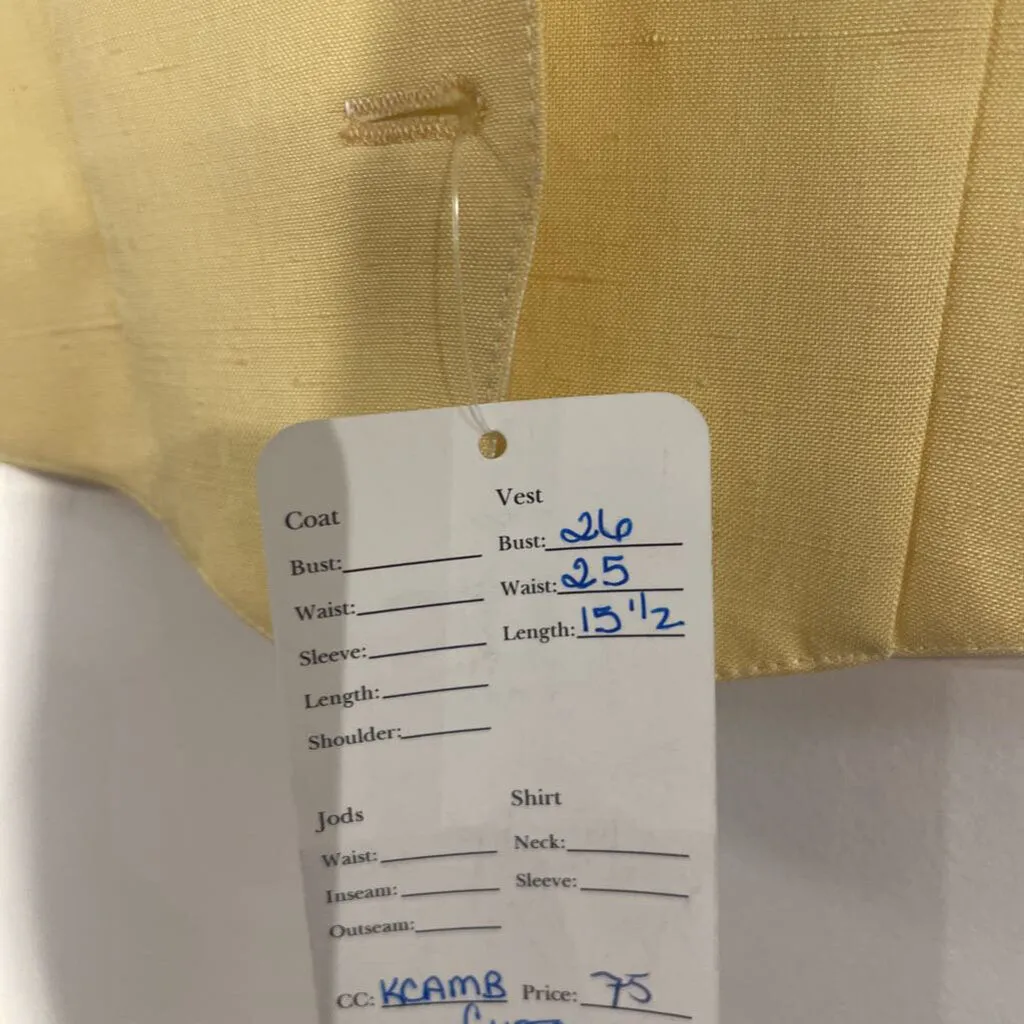 Coat
Bust:
Waist:
Sleeve:
Length:
Shoulder:
Vest
Bust: 26
Waist: 25
Length: 15 1/2
Jods
Waist:
Inseam:
Outseam:
Shirt
Neck:
Sleeve:
CC: KCAMB Price: 75